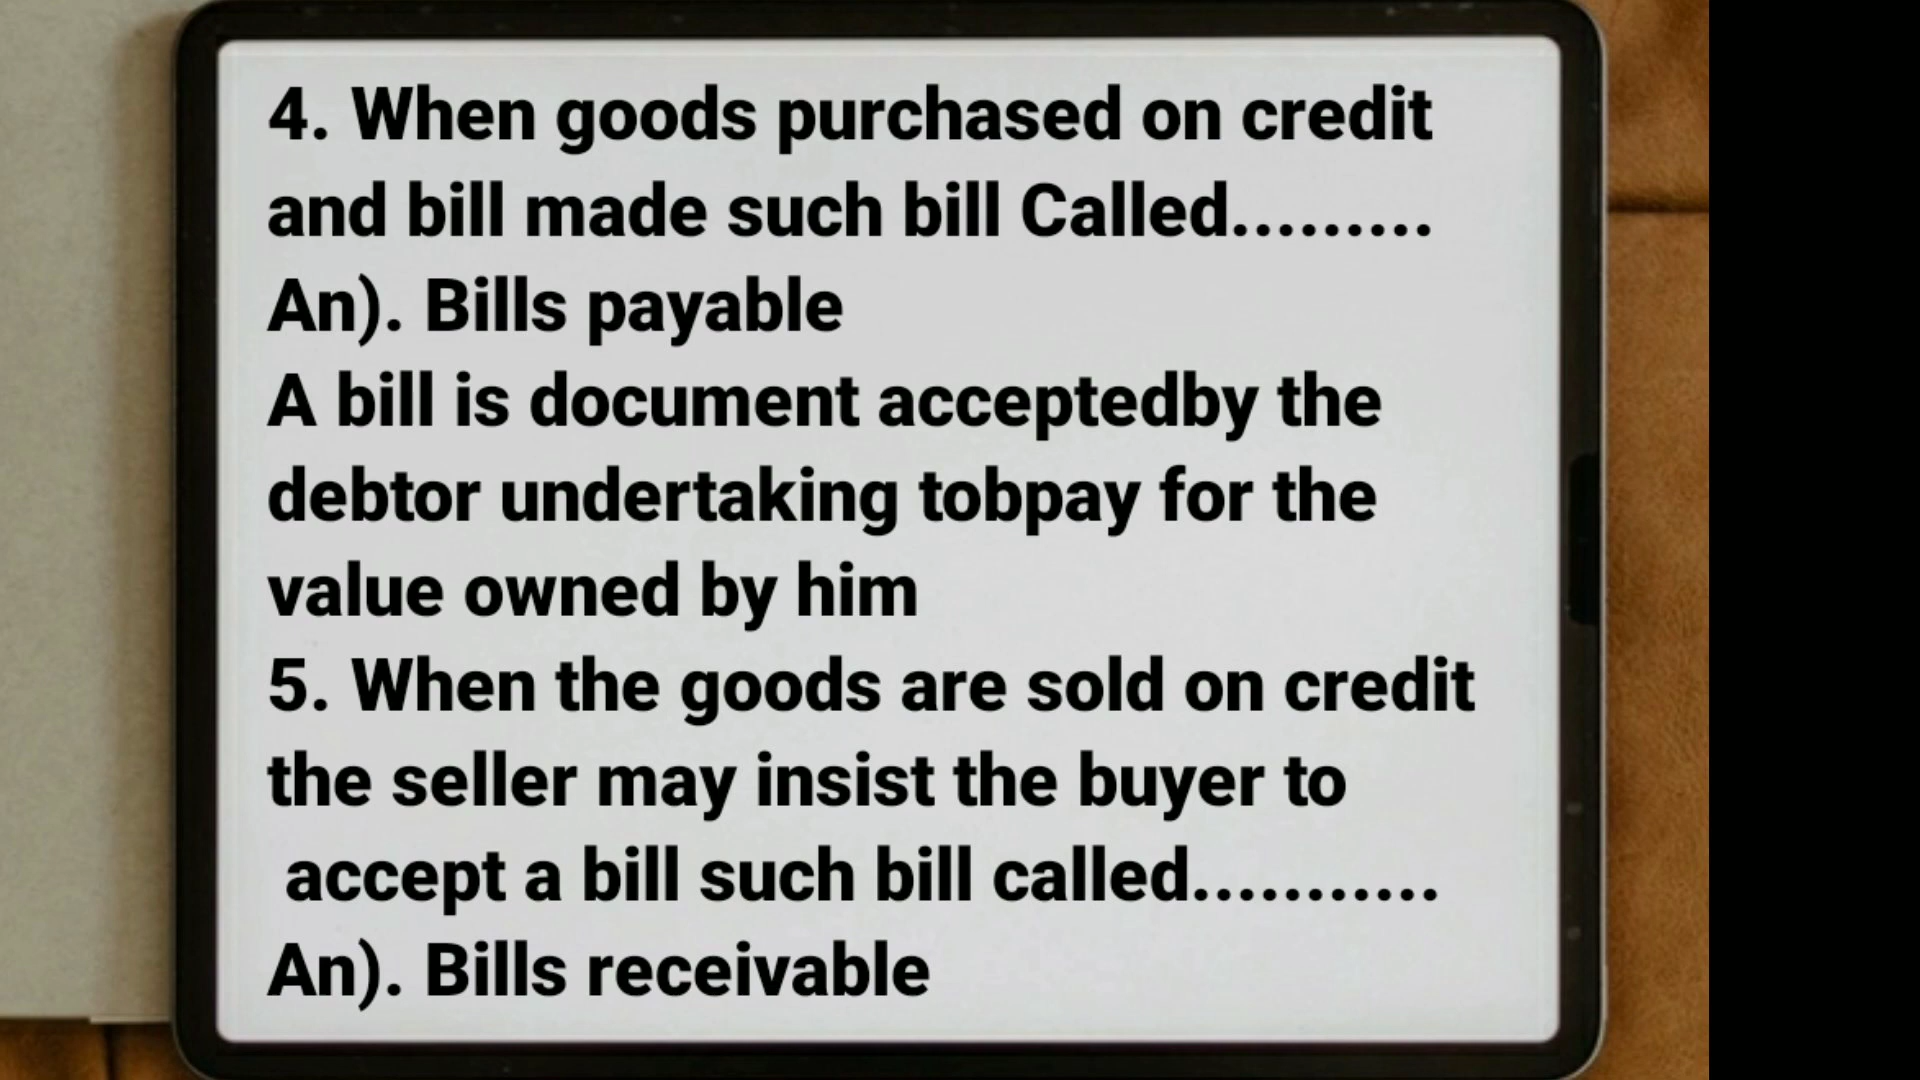 4. When goods purchased on credit
and bill made such bill Called.........
An). Bills payable
A bill is document acceptedby the
debtor undertaking tobpay for the
value owned by him
5. When the goods are sold on credit
the seller may insist the buyer to
accept a bill such bill called...........
An). Bills receivable